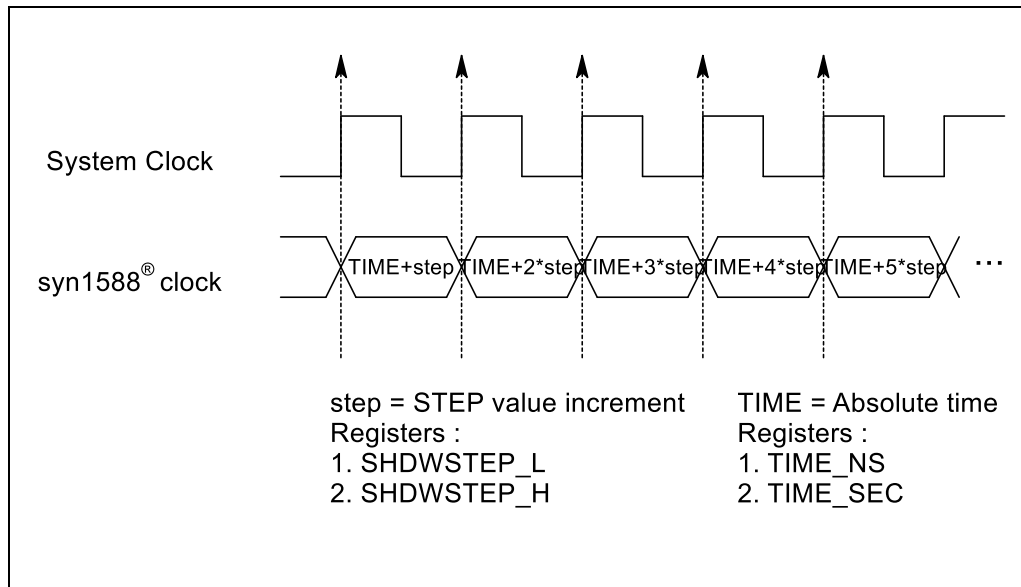 System Clock
syn1588® clock
TIME+step TIME+2*step TIME+3*step TIME+4*step TIME+5*step ...
step = STEP value increment
Registers :
1. SHDWSTEP_L
2. SHDWSTEP_H
TIME = Absolute time
Registers :
1. TIME_NS
2. TIME_SEC